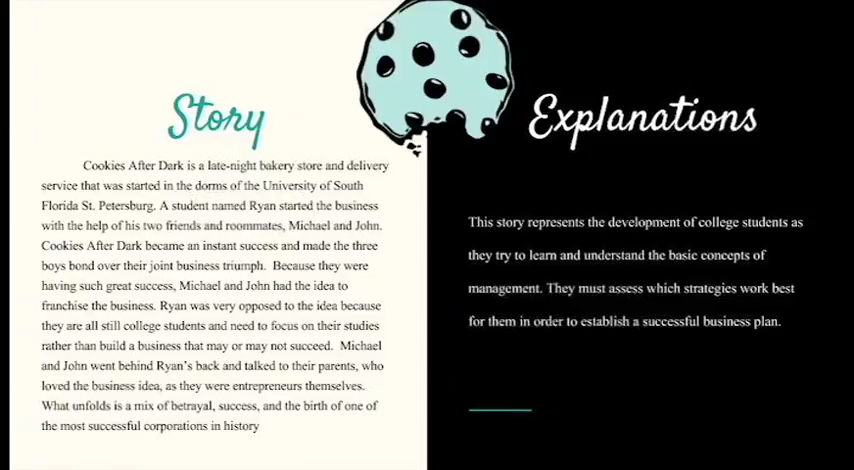 Story
Cookies After Dark is a late-night bakery store and delivery
service that was started in the dorms of the University of South
Florida St. Petersburg. A student named Ryan started the business
with the help of his two friends and roommates, Michael and John.
Cookies After Dark became an instant success and made the three
boys bond over their joint business triumph. Because they were
having such great success, Michael and John had the idea to
franchise the business. Ryan was very opposed to the idea because
they are all still college students and need to focus on their studies
rather than build a business that may or may not succeed. Michael
and John went behind Ryan's back and talked to their parents, who
loved the business idea, as they were entrepreneurs themselves.
What unfolds is a mix of betrayal, success, and the birth of one of
the most successful corporations in history
Explanations
This story represents the development of college students as
they try to learn and understand the basic concepts of
management. They must assess which strategies work best
for them in order to establish a successful business plan.